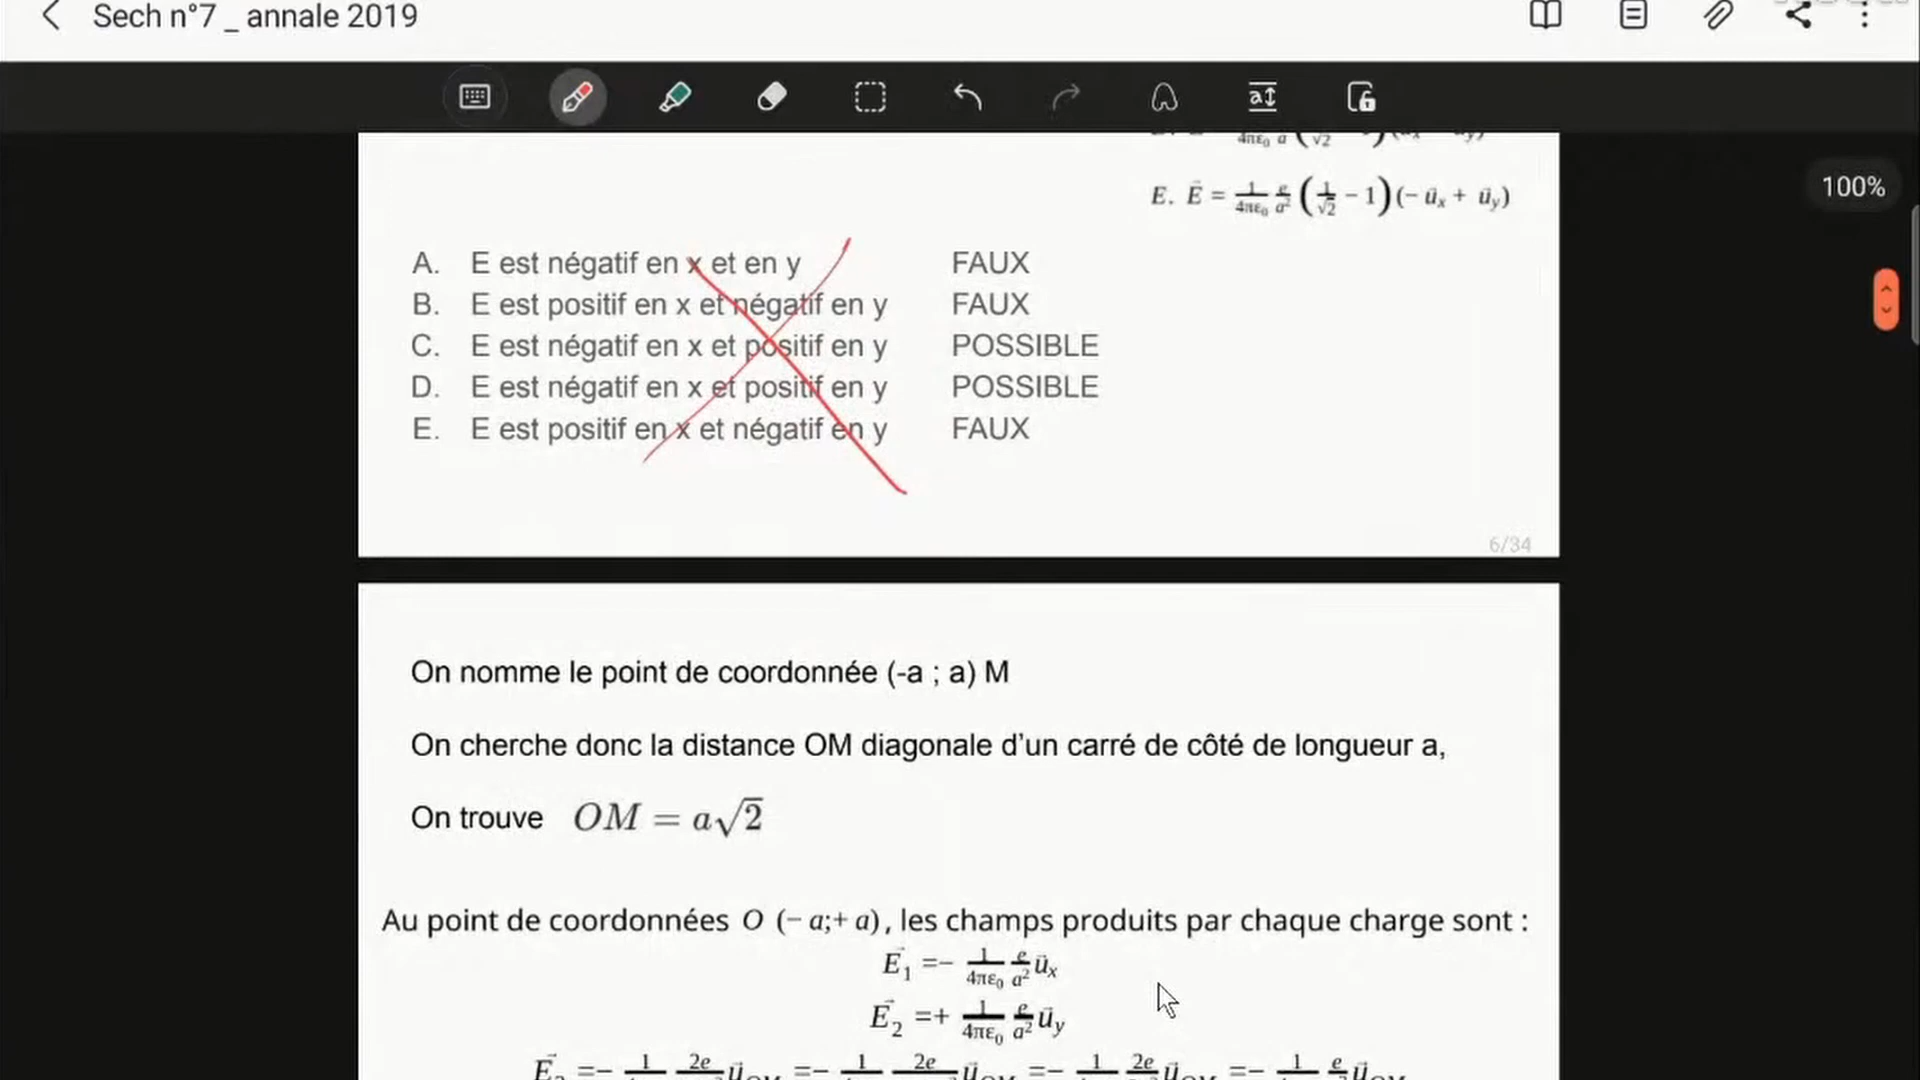 Sech n°7 _ annale 2019
100%
E. E⃗ = 1/4πε₀ e/a² (1/√2 − 1)(− u⃗ₓ + u⃗ᵧ)
A. E est négatif en x et en y FAUX
B. E est positif en x et négatif en y FAUX
C. E est négatif en x et positif en y POSSIBLE
D. E est négatif en x et positif en y POSSIBLE
E. E est positif en x et négatif en y FAUX
6/34
On nomme le point de coordonnée (-a ; a) M
On cherche donc la distance OM diagonale d’un carré de côté de longueur a,
On trouve OM = a√2
Au point de coordonnées O (− a;+ a), les champs produits par chaque charge sont :
E⃗₁ =− 1/4πε₀ e/a² u⃗ₓ
E⃗₂ =+ 1/4πε₀ e/a² u⃗ᵧ